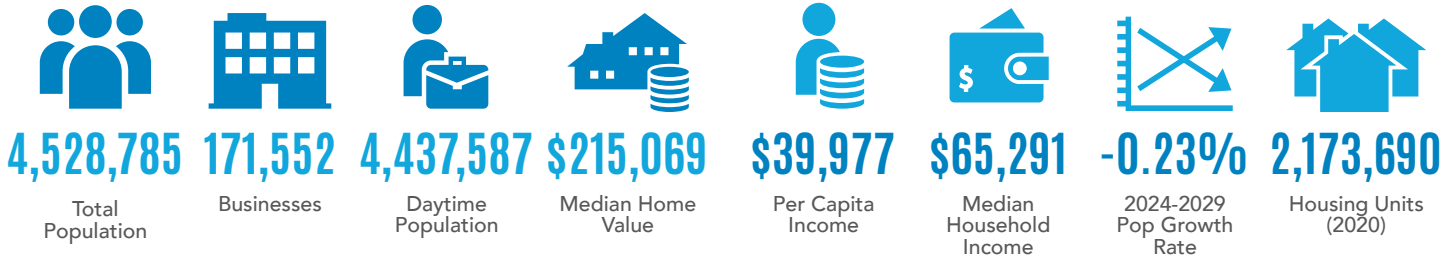 $
4,528,785
Total
Population
171,552
Businesses
4,437,587
Daytime
Population
$215,069
Median Home
Value
$39,977
Per Capita
Income
$65,291
Median
Household
Income
-0.23%
2024-2029
Pop Growth
Rate
2,173,690
Housing Units
(2020)